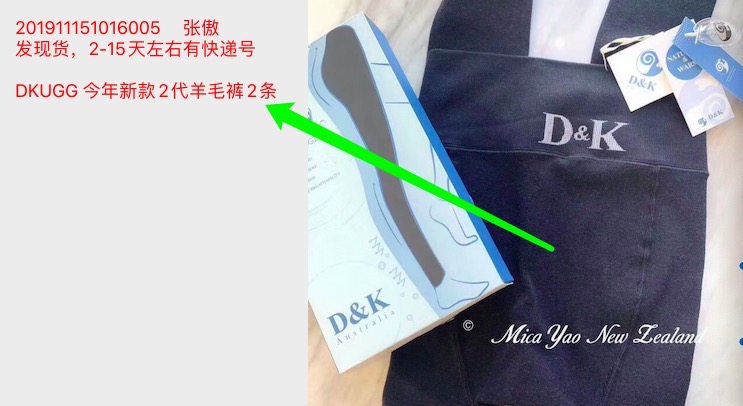 201911151016005 张傲
发现货，2-15天左右有快递号
DKUGG 今年新款2代羊毛裤2条
D&K
D&K
Australia
D&K
© Mica Yao New Zealand